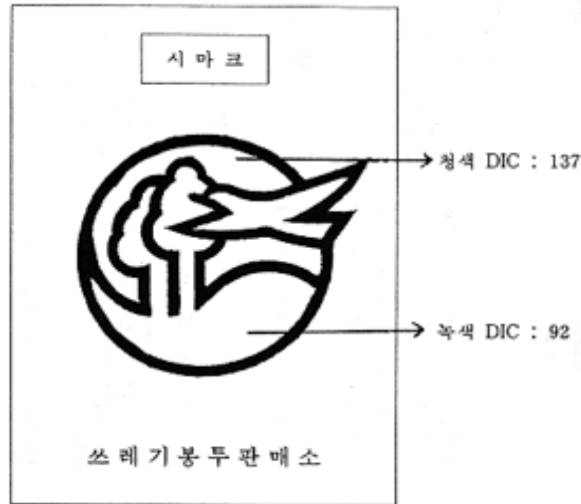 시 마 크
청색 DIC : 137
녹색 DIC : 92
쓰 레 기 봉 투 판 매 소